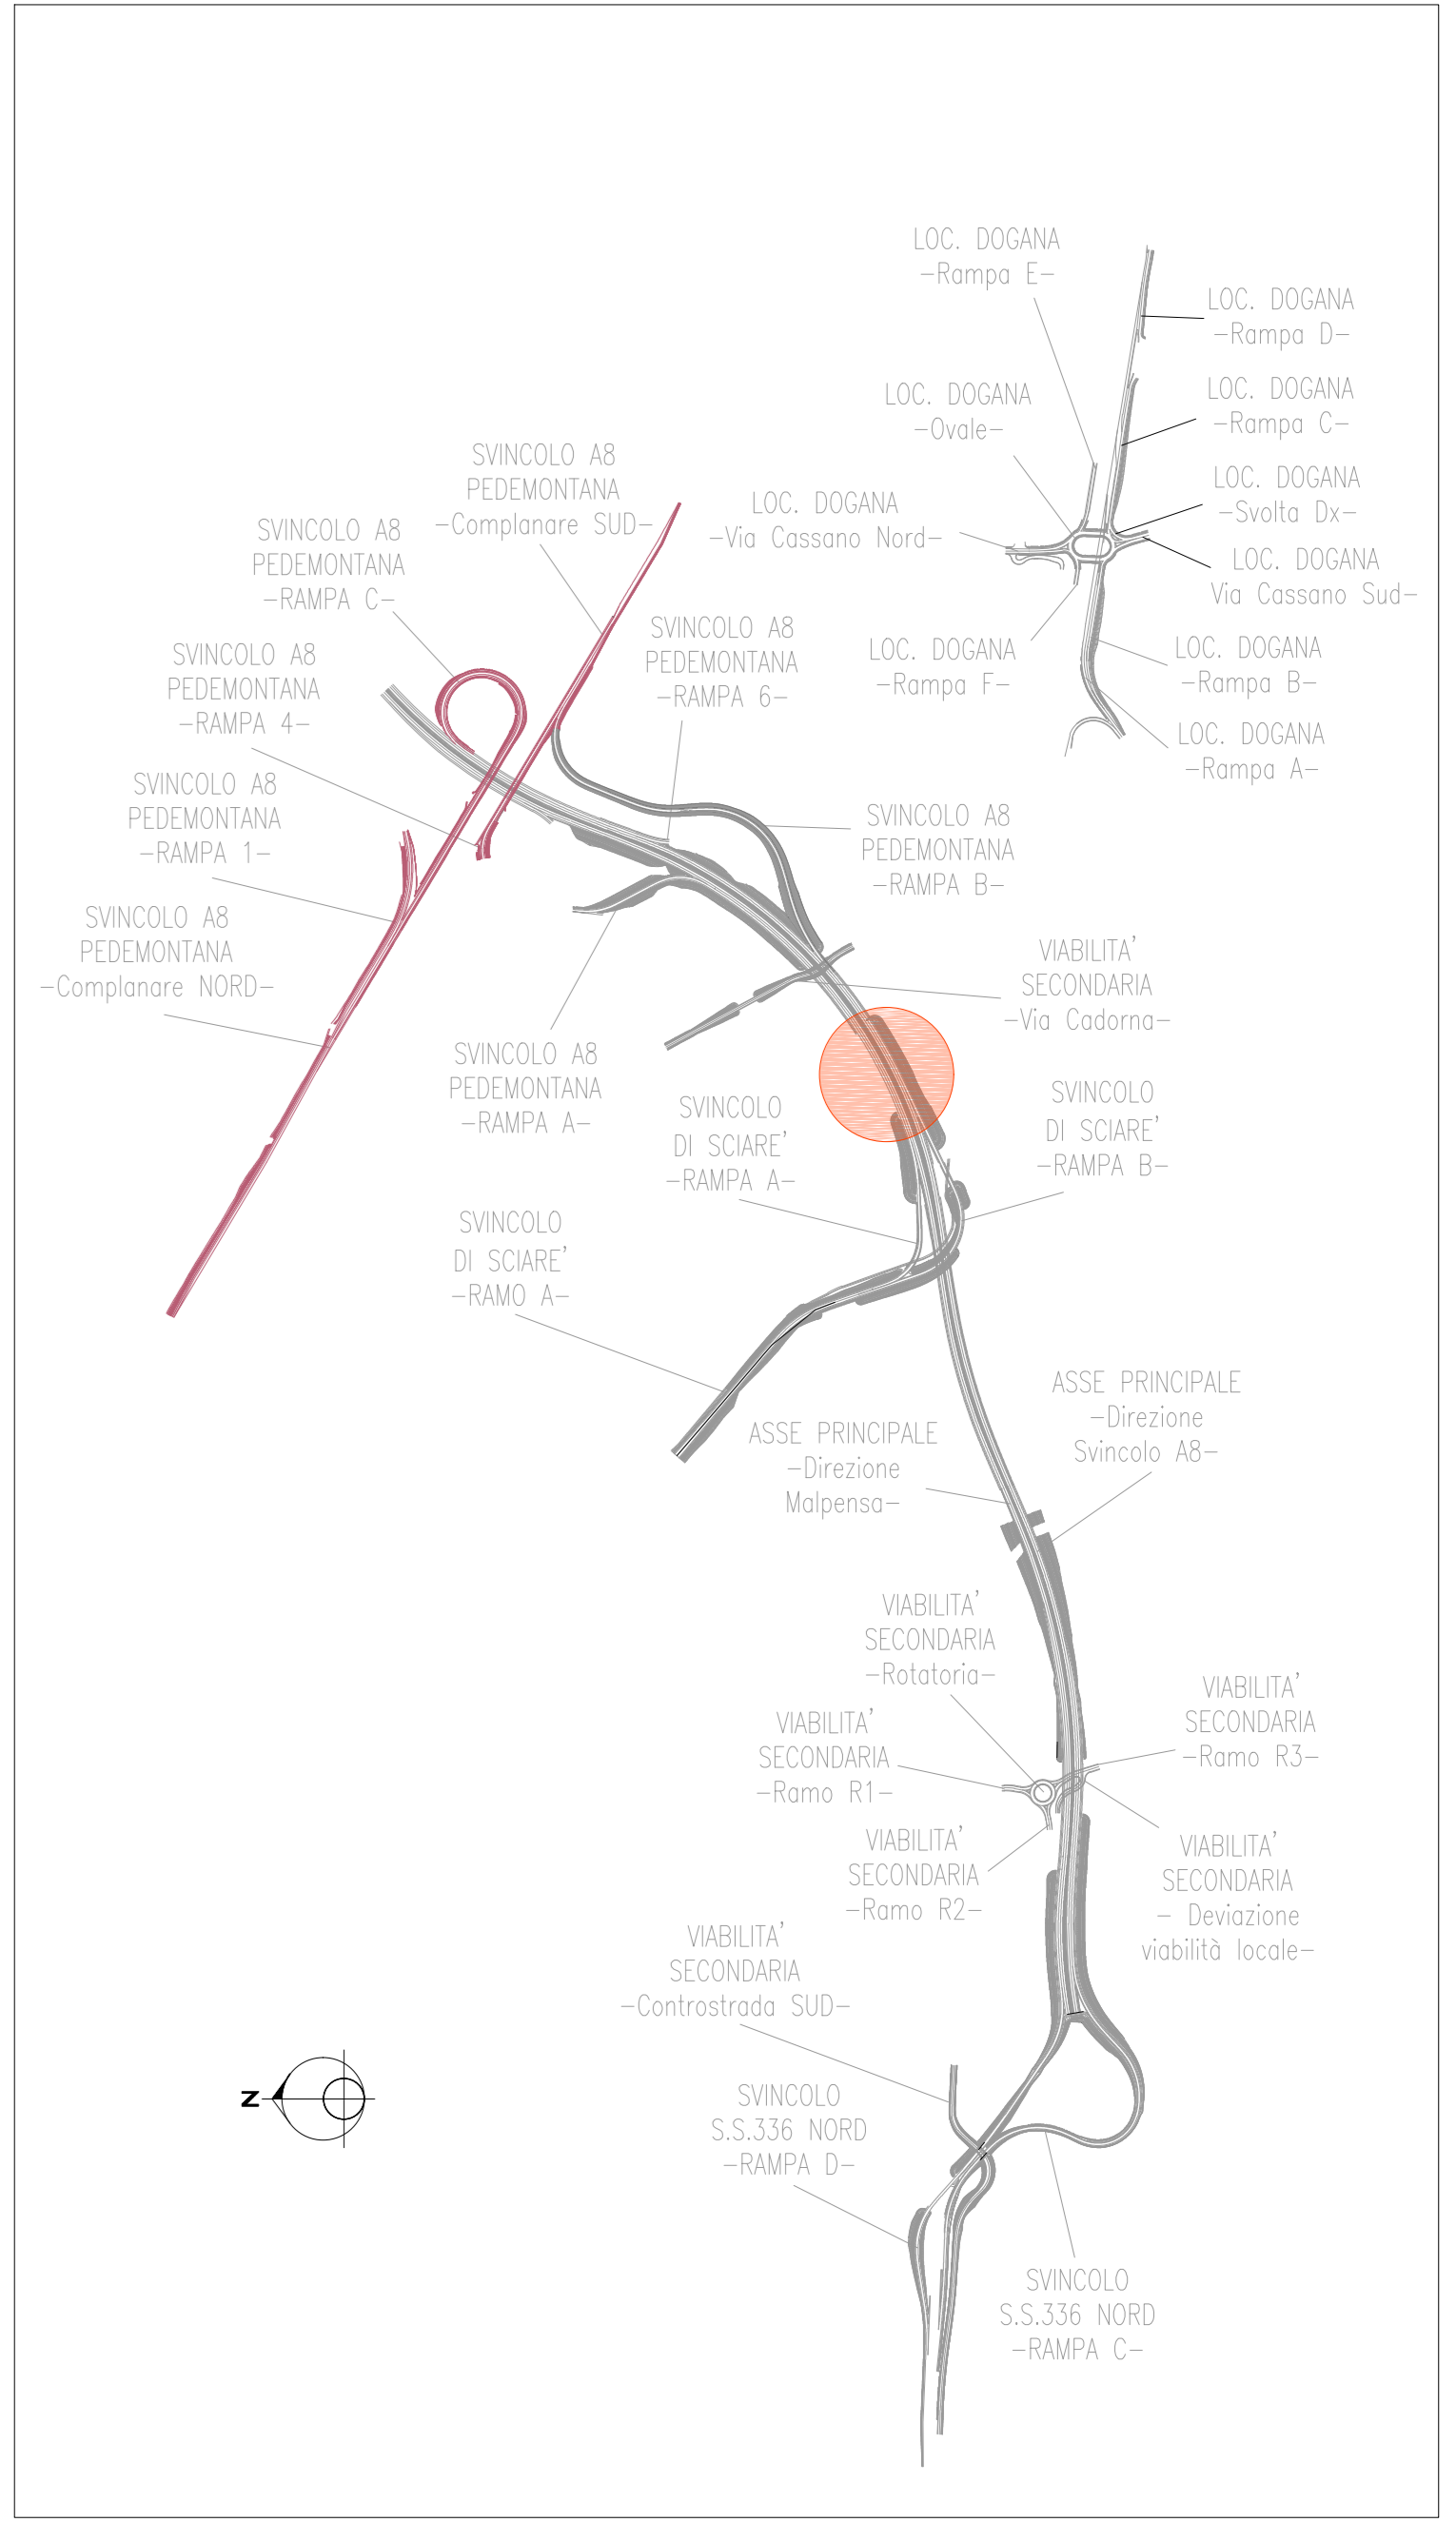 LOC. DOGANA
-Rampa E-
LOC. DOGANA
-Rampa D-
LOC. DOGANA
-Ovale-
LOC. DOGANA
-Rampa C-
SVINCOLO A8
PEDEMONTANA
-Complanare SUD-
LOC. DOGANA
-Svolta Dx-
LOC. DOGANA
-Via Cassano Nord-
SVINCOLO A8
PEDEMONTANA
-RAMPA C-
LOC. DOGANA
Via Cassano Sud-
SVINCOLO A8
PEDEMONTANA
-RAMPA 6-
LOC. DOGANA
-Rampa F-
LOC. DOGANA
-Rampa B-
SVINCOLO A8
PEDEMONTANA
-RAMPA 4-
LOC. DOGANA
-Rampa A-
SVINCOLO A8
PEDEMONTANA
-RAMPA 1-
SVINCOLO A8
PEDEMONTANA
-RAMPA B-
SVINCOLO A8
PEDEMONTANA
-Complanare NORD-
VIABILITA'
SECONDARIA
-Via Cadorna-
SVINCOLO A8
PEDEMONTANA
-RAMPA A-
SVINCOLO
DI SCIARE'
-RAMPA A-
SVINCOLO
DI SCIARE'
-RAMPA B-
SVINCOLO
DI SCIARE'
-RAMO A-
ASSE PRINCIPALE
-Direzione
Svincolo A8-
ASSE PRINCIPALE
-Direzione
Malpensa-
VIABILITA'
SECONDARIA
-Rotatoria-
VIABILITA'
SECONDARIA
-Ramo R3-
VIABILITA'
SECONDARIA
-Ramo R1-
VIABILITA'
SECONDARIA
-Ramo R2-
VIABILITA'
SECONDARIA
- Deviazione
viabilità locale-
VIABILITA'
SECONDARIA
-Controstrada SUD-
N
SVINCOLO
S.S.336 NORD
-RAMPA D-
SVINCOLO
S.S.336 NORD
-RAMPA C-